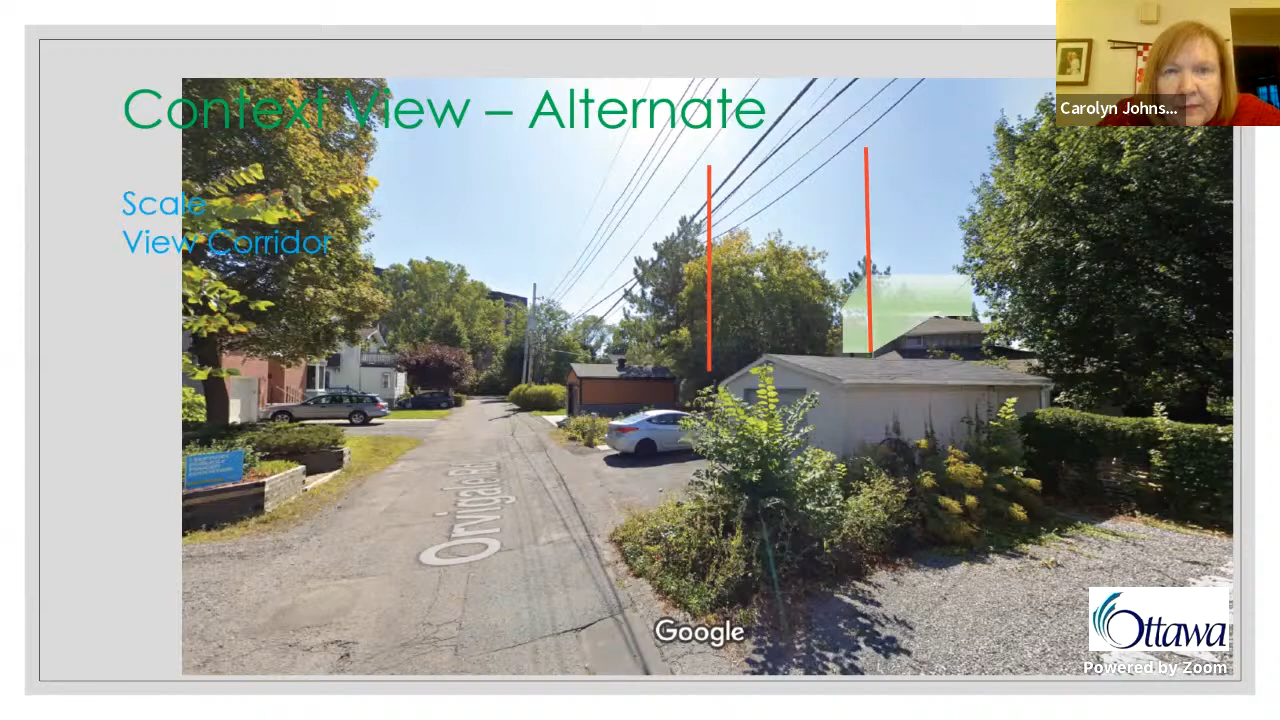 Carolyn Johns...
Context View – Alternate
Scale
View Corridor
Orvigale Rd
Google
Ottawa
Powered by Zoom